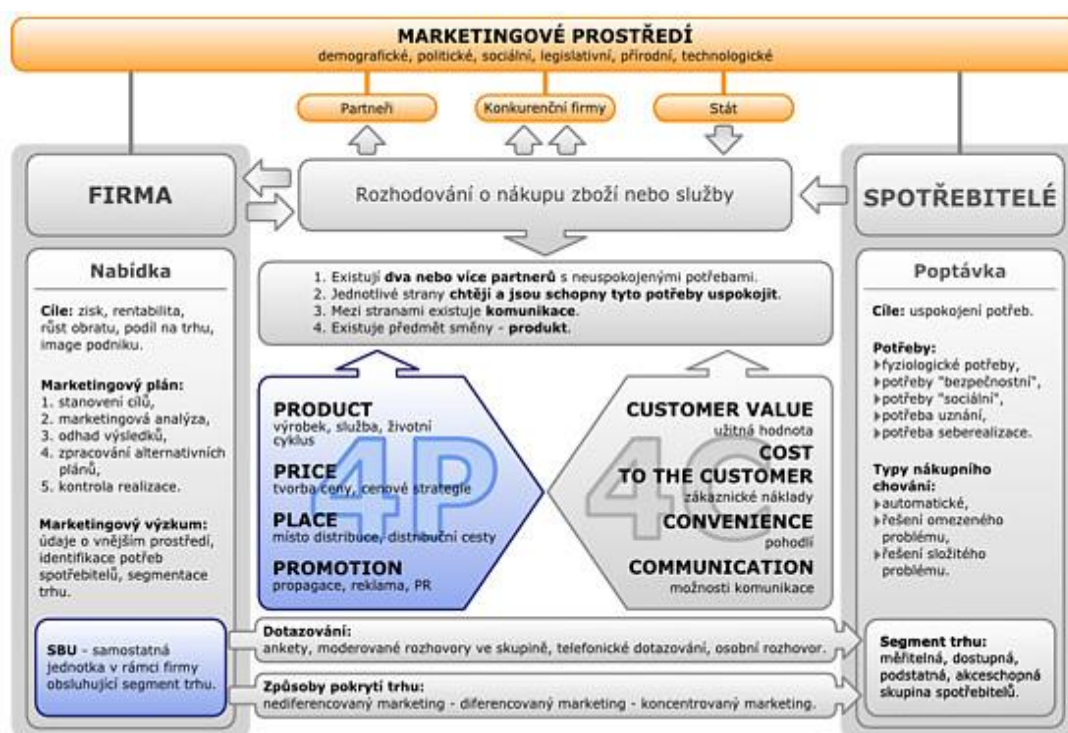 MARKETINGOVÉ PROSTŘEDÍ
demografické, politické, sociální, legislativní, přírodní, technologické
Partneři
Konkurenční firmy
Stát
FIRMA
Rozhodování o nákupu zboží nebo služby
SPOTŘEBITELÉ
Nabídka
Cíle: zisk, rentabilita,
růst obratu, podíl na trhu,
image podniku.
Marketingový plán:
1. stanovení cílů,
2. marketingová analýza,
3. odhad výsledků,
4. zpracování alternativních
plánů,
5. kontrola realizace.
Marketingový výzkum:
údaje o vnějším prostředí,
identifikace potřeb
spotřebitelů, segmentace
trhu.
SBU - samostatná
jednotka v rámci firmy
obsluhující segment trhu.
1. Existují dva nebo více partnerů s neuspokojenými potřebami.
2. Jednotlivé strany chtějí a jsou schopny tyto potřeby uspokojit.
3. Mezi stranami existuje komunikace.
4. Existuje předmět směny - produkt.
4P
PRODUCT
výrobek, služba, životní
cyklus
PRICE
tvorba ceny, cenové strategie
PLACE
místo distribuce, distribuční cesty
PROMOTION
propagace, reklama, PR
4C
CUSTOMER VALUE
užitná hodnota
COST
TO THE CUSTOMER
zákaznické náklady
CONVENIENCE
pohodlí
COMMUNICATION
možnosti komunikace
Dotazování:
ankety, moderované rozhovory ve skupině, telefonické dotazování, osobní rozhovor.
Způsoby pokrytí trhu:
nediferencovaný marketing - diferencovaný marketing - koncentrovaný marketing.
Poptávka
Cíle: uspokojení potřeb.
Potřeby:
fyziologické potřeby,
potřeby "bezpečnostní",
potřeby "sociální",
potřeba uznání,
potřeba seberealizace.
Typy nákupního
chování:
automatické,
řešení omezeného
problému,
řešení složitého
problému.
Segment trhu:
měřitelná, dostupná,
podstatná, akceschopná
skupina spotřebitelů.